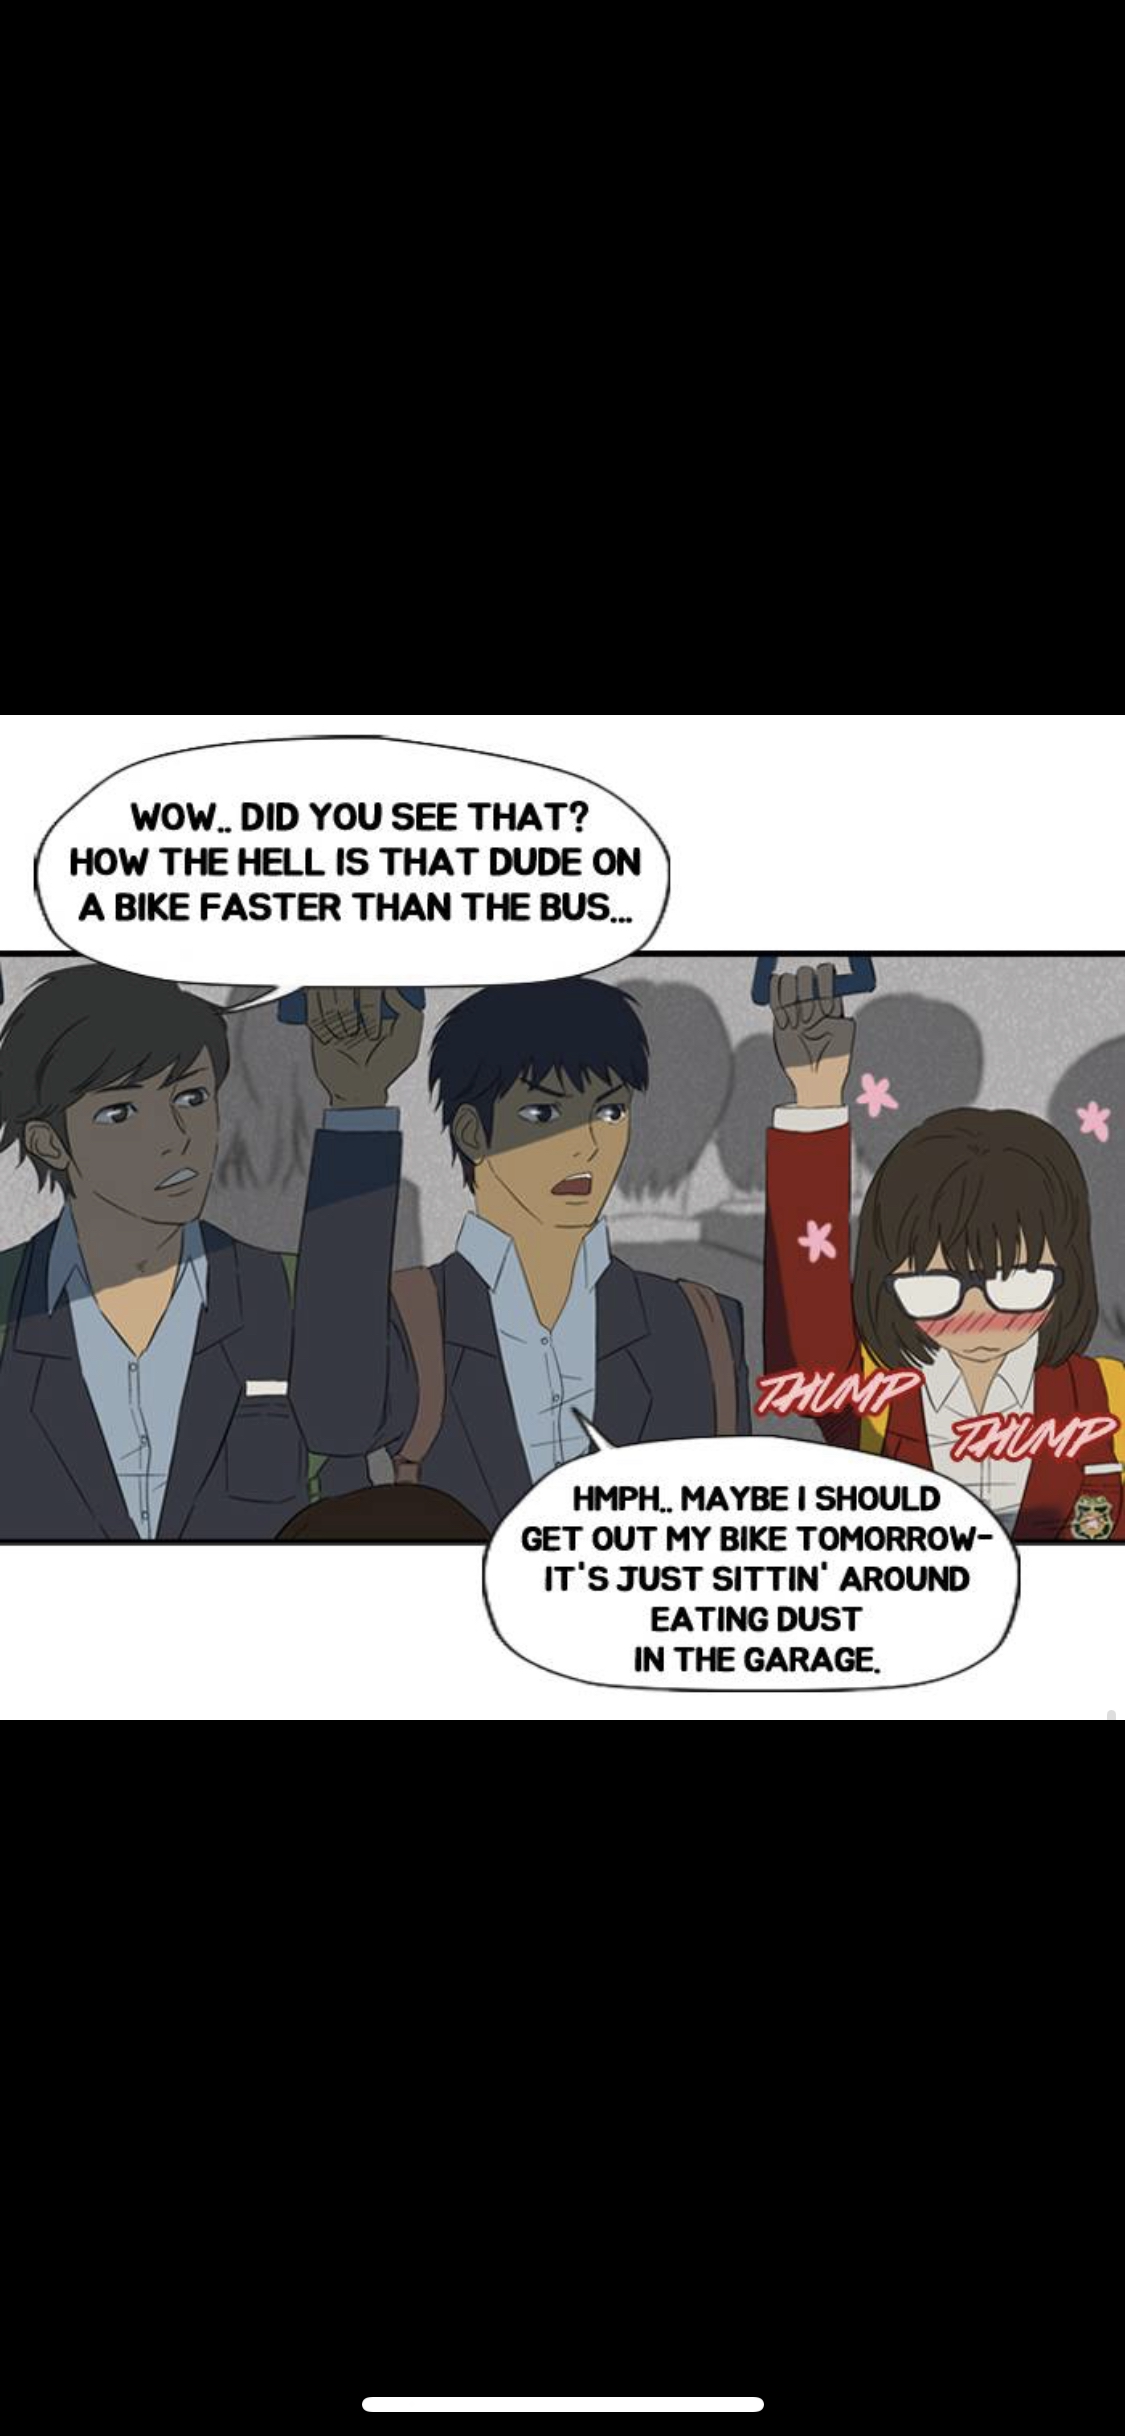 WOW.. DID YOU SEE THAT?
HOW THE HELL IS THAT DUDE ON
A BIKE FASTER THAN THE BUS...
THUMP
THUMP
HMPH.. MAYBE I SHOULD
GET OUT MY BIKE TOMORROW-
IT'S JUST SITTIN' AROUND
EATING DUST
IN THE GARAGE.